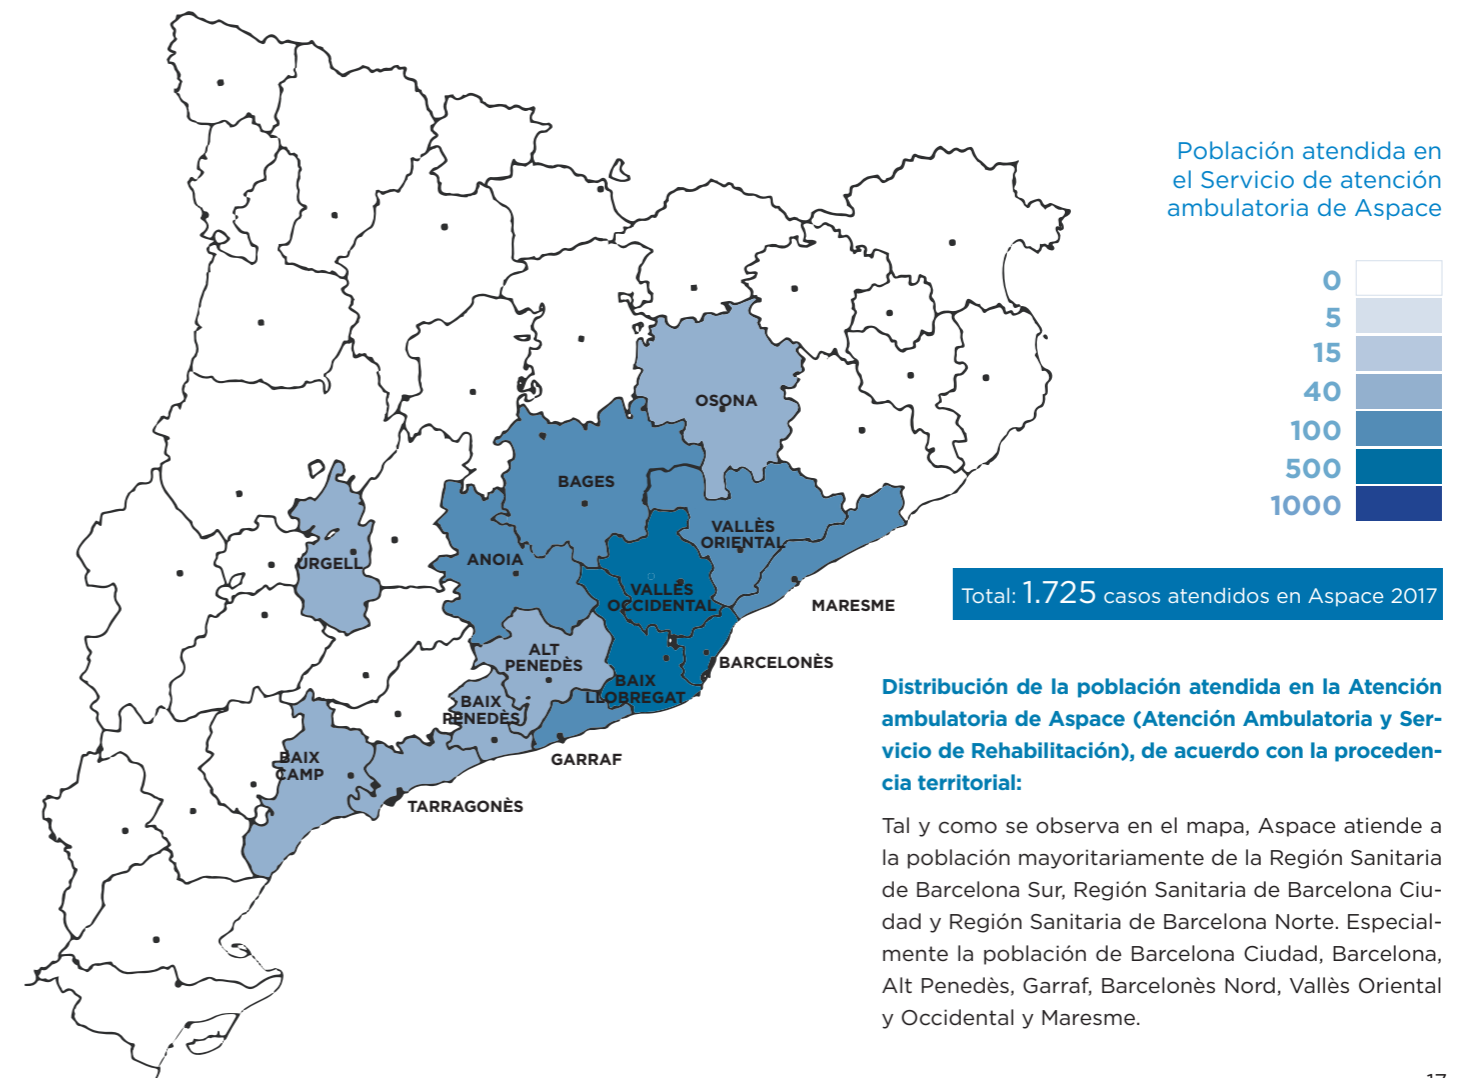 Población atendida en
el Servicio de atención
ambulatoria de Aspace
0
5
15
40
100
500
1000
OSONA
BAGES
VALLÈS
ORIENTAL
URGELL
ANOIA
VALLÈS
OCCIDENTAL
MARESME
ALT
PENEDÈS
BARCELONÈS
BAIX
LLOBREGAT
BAIX
PENEDÈS
GARRAF
BAIX
CAMP
TARRAGONÈS
Total: 1.725 casos atendidos en Aspace 2017
Distribución de la población atendida en la Atención
ambulatoria de Aspace (Atención Ambulatoria y Ser-
vicio de Rehabilitación), de acuerdo con la proceden-
cia territorial:
Tal y como se observa en el mapa, Aspace atiende a
la población mayoritariamente de la Región Sanitaria
de Barcelona Sur, Región Sanitaria de Barcelona Ciu-
dad y Región Sanitaria de Barcelona Norte. Especial-
mente la población de Barcelona Ciudad, Barcelona,
Alt Penedès, Garraf, Barcelonès Nord, Vallès Oriental
y Occidental y Maresme.